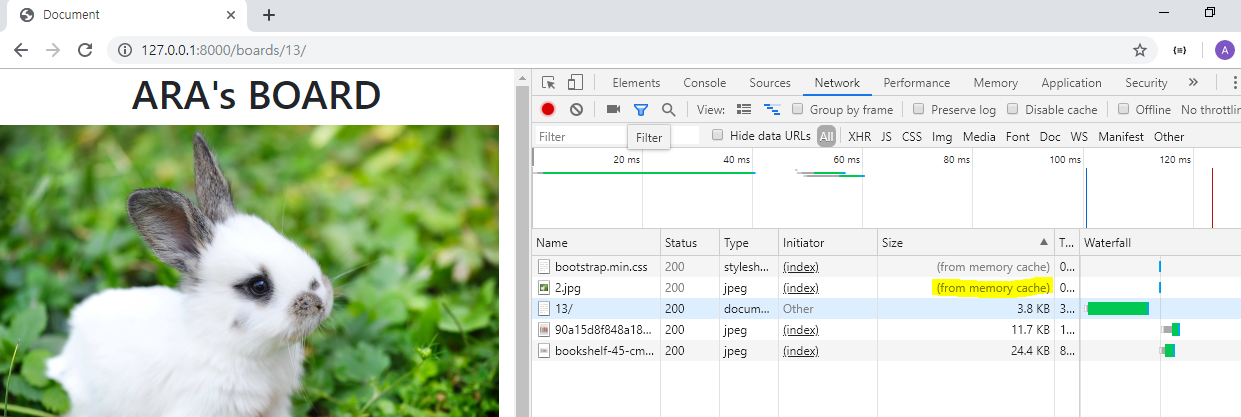 Document
127.0.0.1:8000/boards/13/
A
ARA's BOARD
Elements Console Sources Network Performance Memory Application Security
View: Group by frame Preserve log Disable cache Offline No throttlin
Filter Hide data URLs All XHR JS CSS Img Media Font Doc WS Manifest Other
Filter
20 ms 40 ms 60 ms 80 ms 100 ms 120 ms
Name Status Type Initiator Size T... Waterfall
bootstrap.min.css 200 stylesh... (index) (from memory cache) 0...
2.jpg 200 jpeg (index) (from memory cache) 0...
13/ 200 docum... Other 3.8 KB 3...
90a15d8f848a18... 200 jpeg (index) 11.7 KB 1...
bookshelf-45-cm... 200 jpeg (index) 24.4 KB 8...